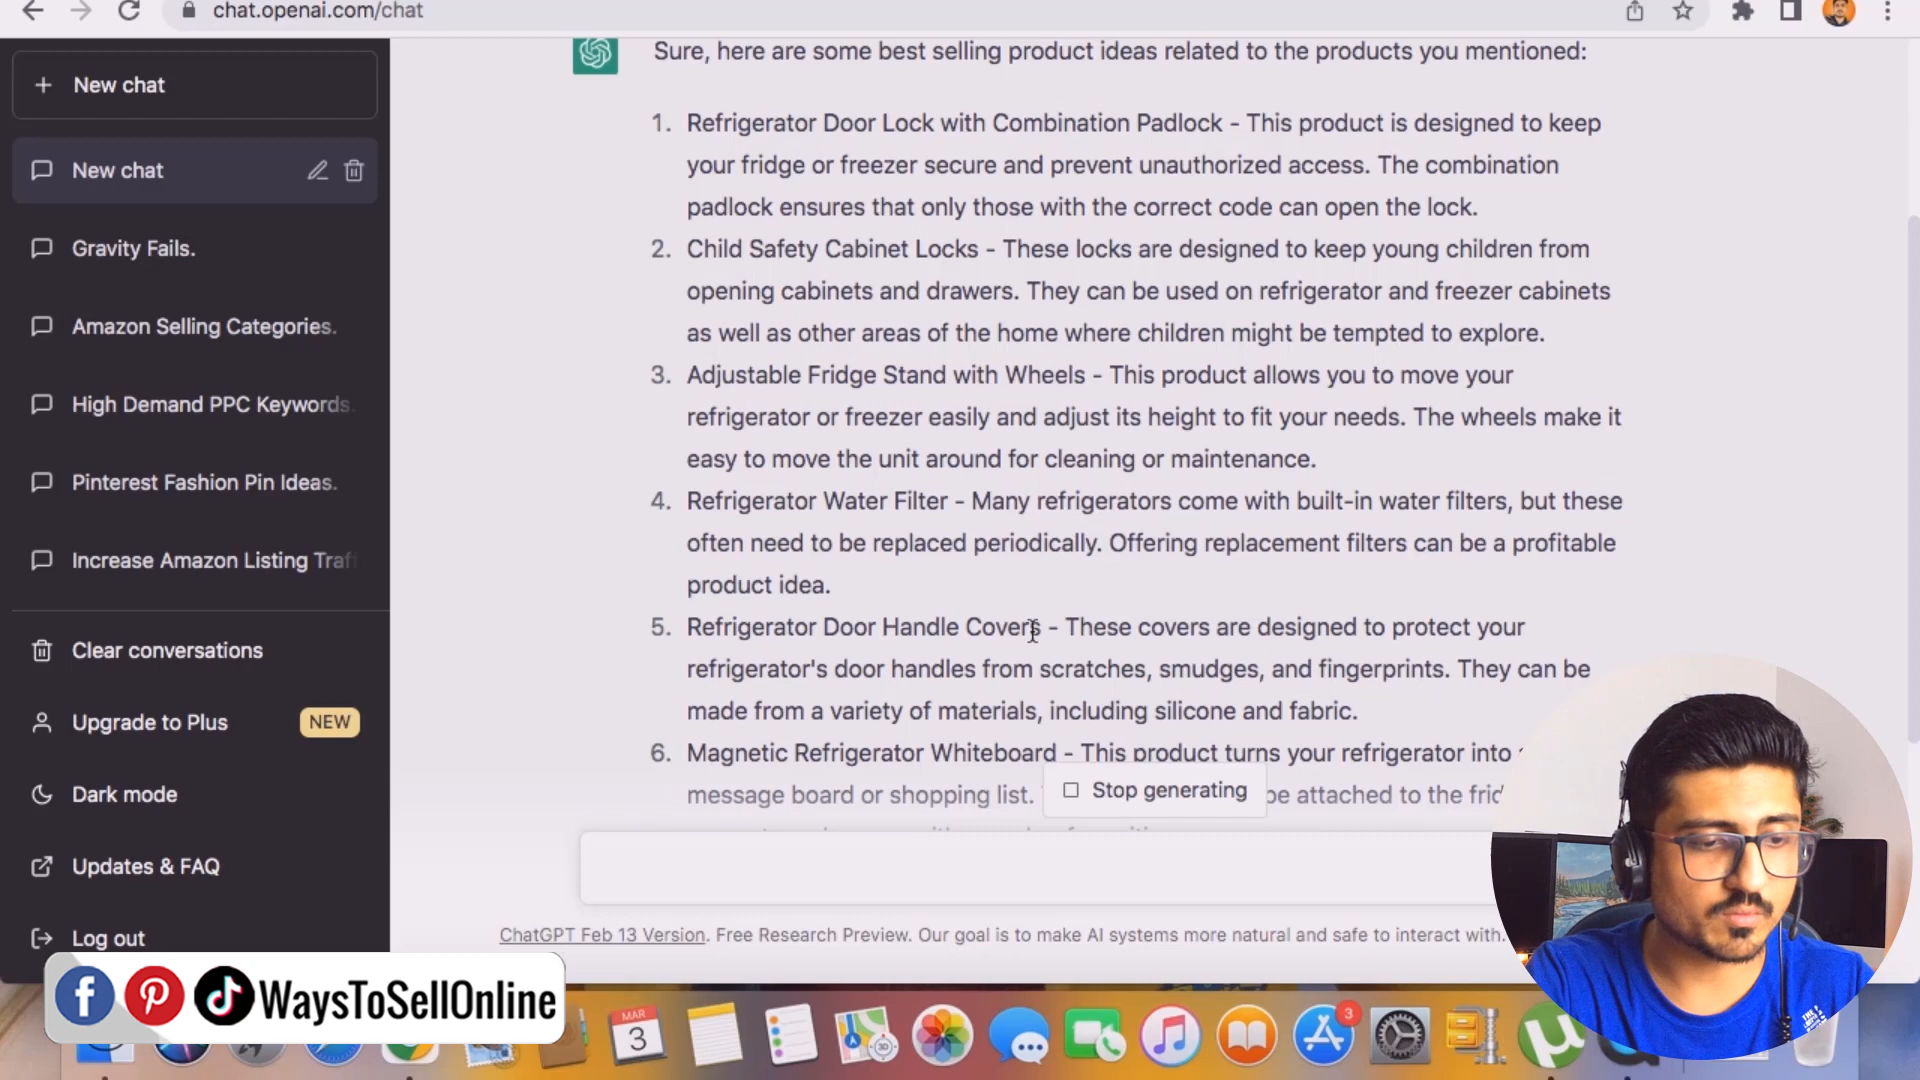 chat.openai.com/chat
New chat
New chat
Gravity Fails.
Amazon Selling Categories.
High Demand PPC Keywords.
Pinterest Fashion Pin Ideas.
Increase Amazon Listing Traf
Clear conversations
Upgrade to Plus NEW
Dark mode
Updates & FAQ
Log out
Sure, here are some best selling product ideas related to the products you mentioned:
1. Refrigerator Door Lock with Combination Padlock - This product is designed to keep
your fridge or freezer secure and prevent unauthorized access. The combination
padlock ensures that only those with the correct code can open the lock.
2. Child Safety Cabinet Locks - These locks are designed to keep young children from
opening cabinets and drawers. They can be used on refrigerator and freezer cabinets
as well as other areas of the home where children might be tempted to explore.
3. Adjustable Fridge Stand with Wheels - This product allows you to move your
refrigerator or freezer easily and adjust its height to fit your needs. The wheels make it
easy to move the unit around for cleaning or maintenance.
4. Refrigerator Water Filter - Many refrigerators come with built-in water filters, but these
often need to be replaced periodically. Offering replacement filters can be a profitable
product idea.
5. Refrigerator Door Handle Covers - These covers are designed to protect your
refrigerator's door handles from scratches, smudges, and fingerprints. They can be
made from a variety of materials, including silicone and fabric.
6. Magnetic Refrigerator Whiteboard - This product turns your refrigerator into
message board or shopping list. be attached to the frid
Stop generating
ChatGPT Feb 13 Version. Free Research Preview. Our goal is to make AI systems more natural and safe to interact with.
WaysToSellOnline
MAR
3
3D
3